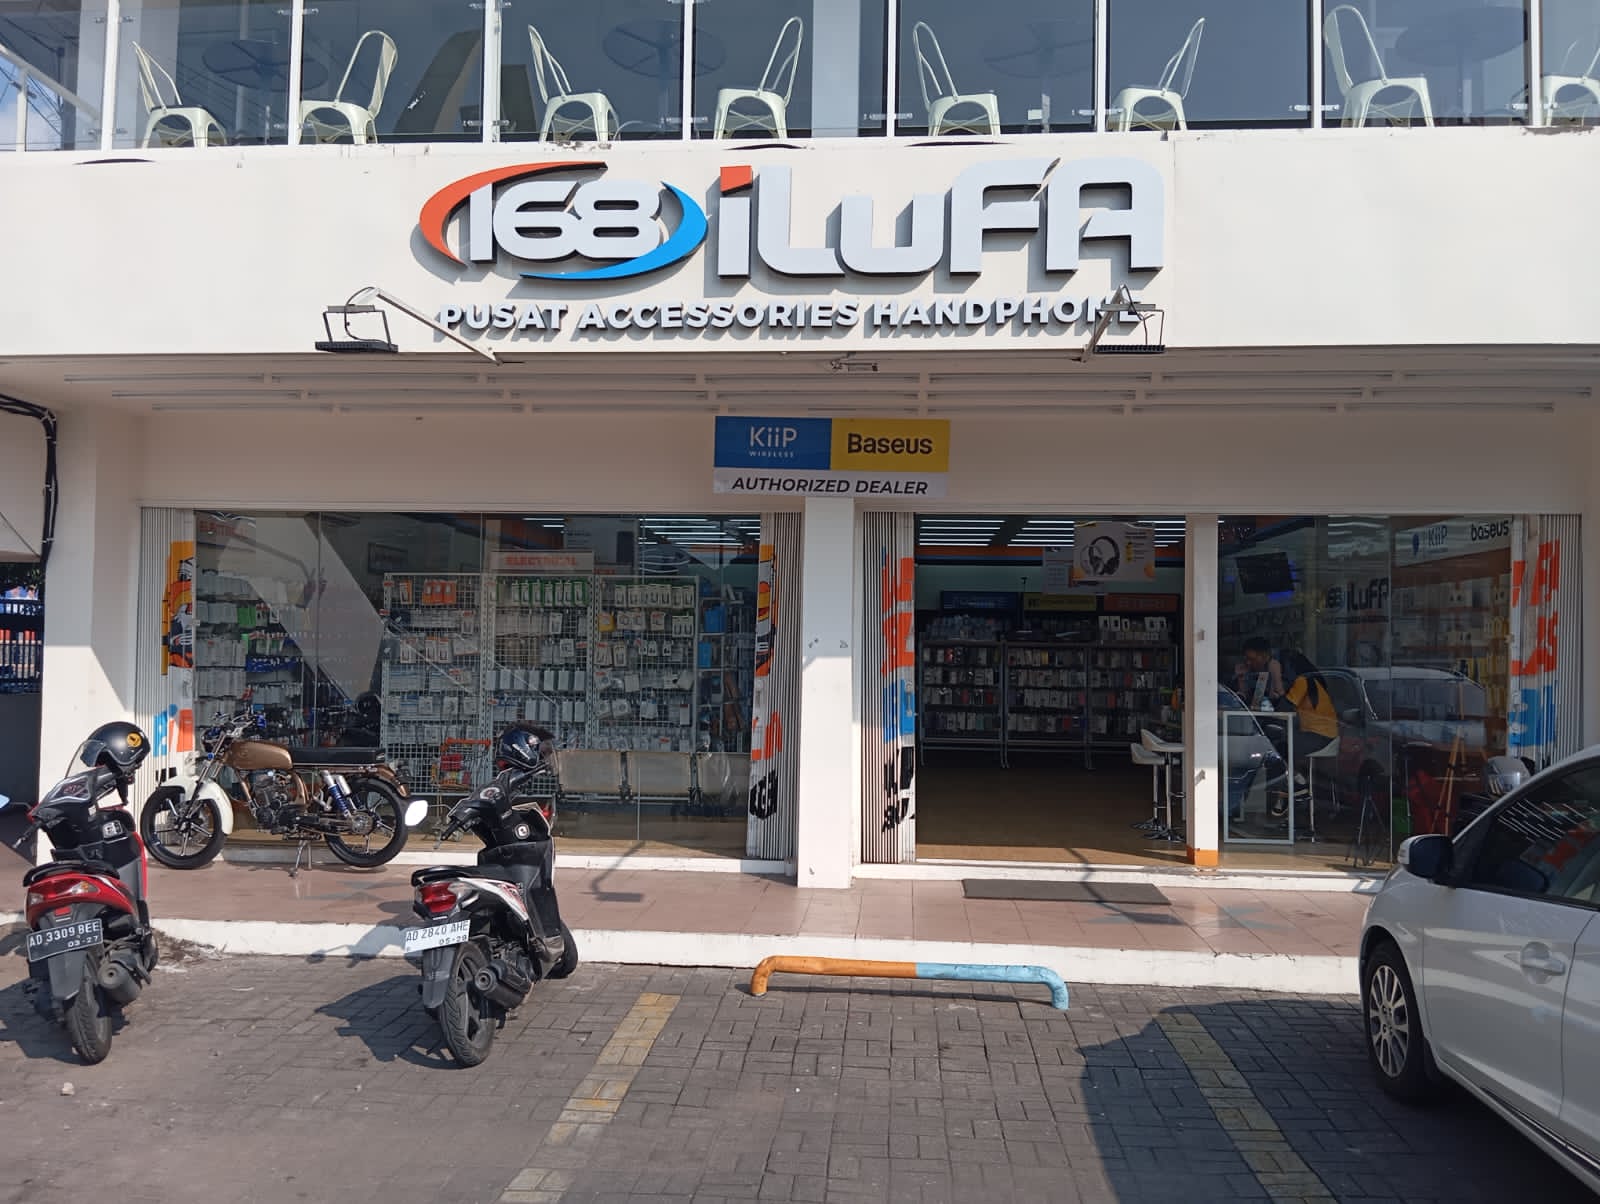 168 iLuFA
PUSAT ACCESSORIES HANDPHONE
KiiP
WIRELESS
Baseus
AUTHORIZED DEALER
ELECTRICAL
KiiP
baseus
168 iLuFA
AD 3309 BEE
03-27
AD 2840 AHE
05-29